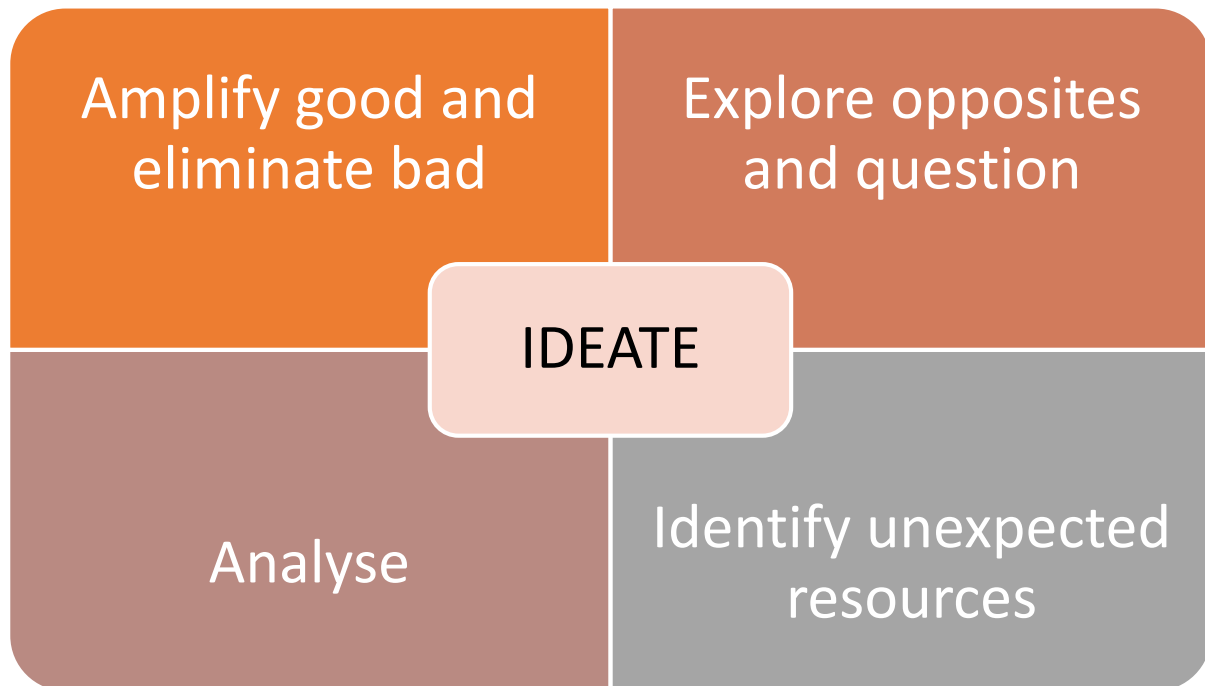 Amplify good and
eliminate bad
Explore opposites
and question
IDEATE
Analyse
Identify unexpected
resources